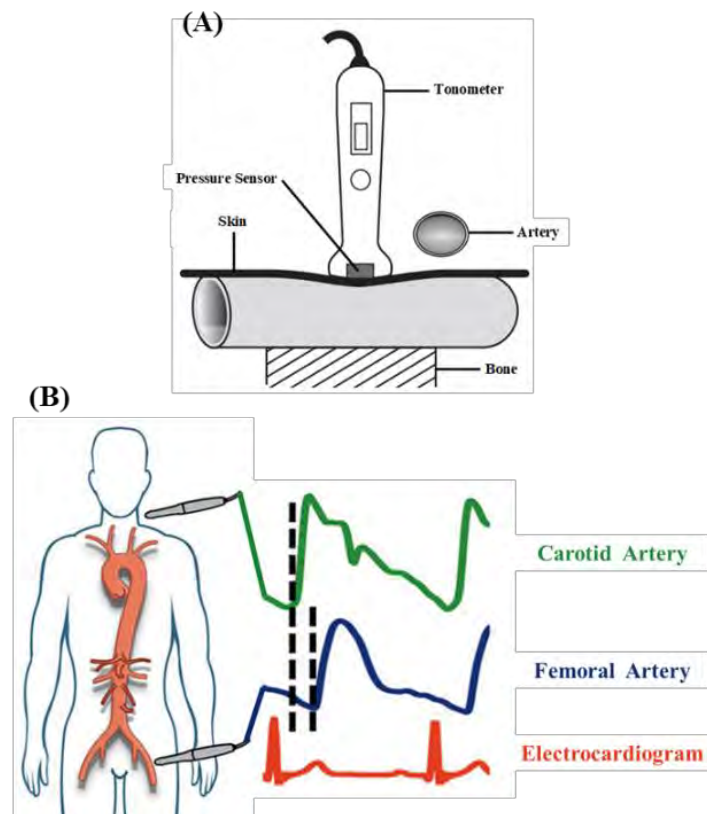 (A)
Tonometer
Pressure Sensor
Skin
Artery
Bone
(B)
Carotid Artery
Femoral Artery
Electrocardiogram